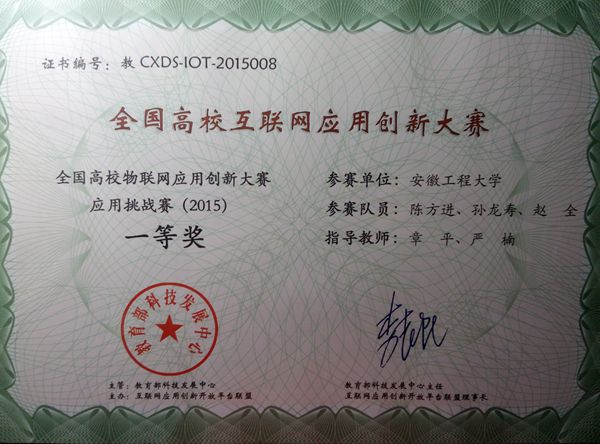 证书编号：教 CXDS-IOT-2015008
全国高校互联网应用创新大赛
全国高校物联网应用创新大赛
应用挑战赛（2015）
一等奖
参赛单位：安徽工程大学
参赛队员：陈方进、孙龙寿、赵 全
指导教师：章 平、严 楠
教育部科技发展中心
主管：教育部科技发展中心
主办：互联网应用创新开放平台联盟
教育部科技发展中心主任
互联网应用创新开放平台联盟理事长